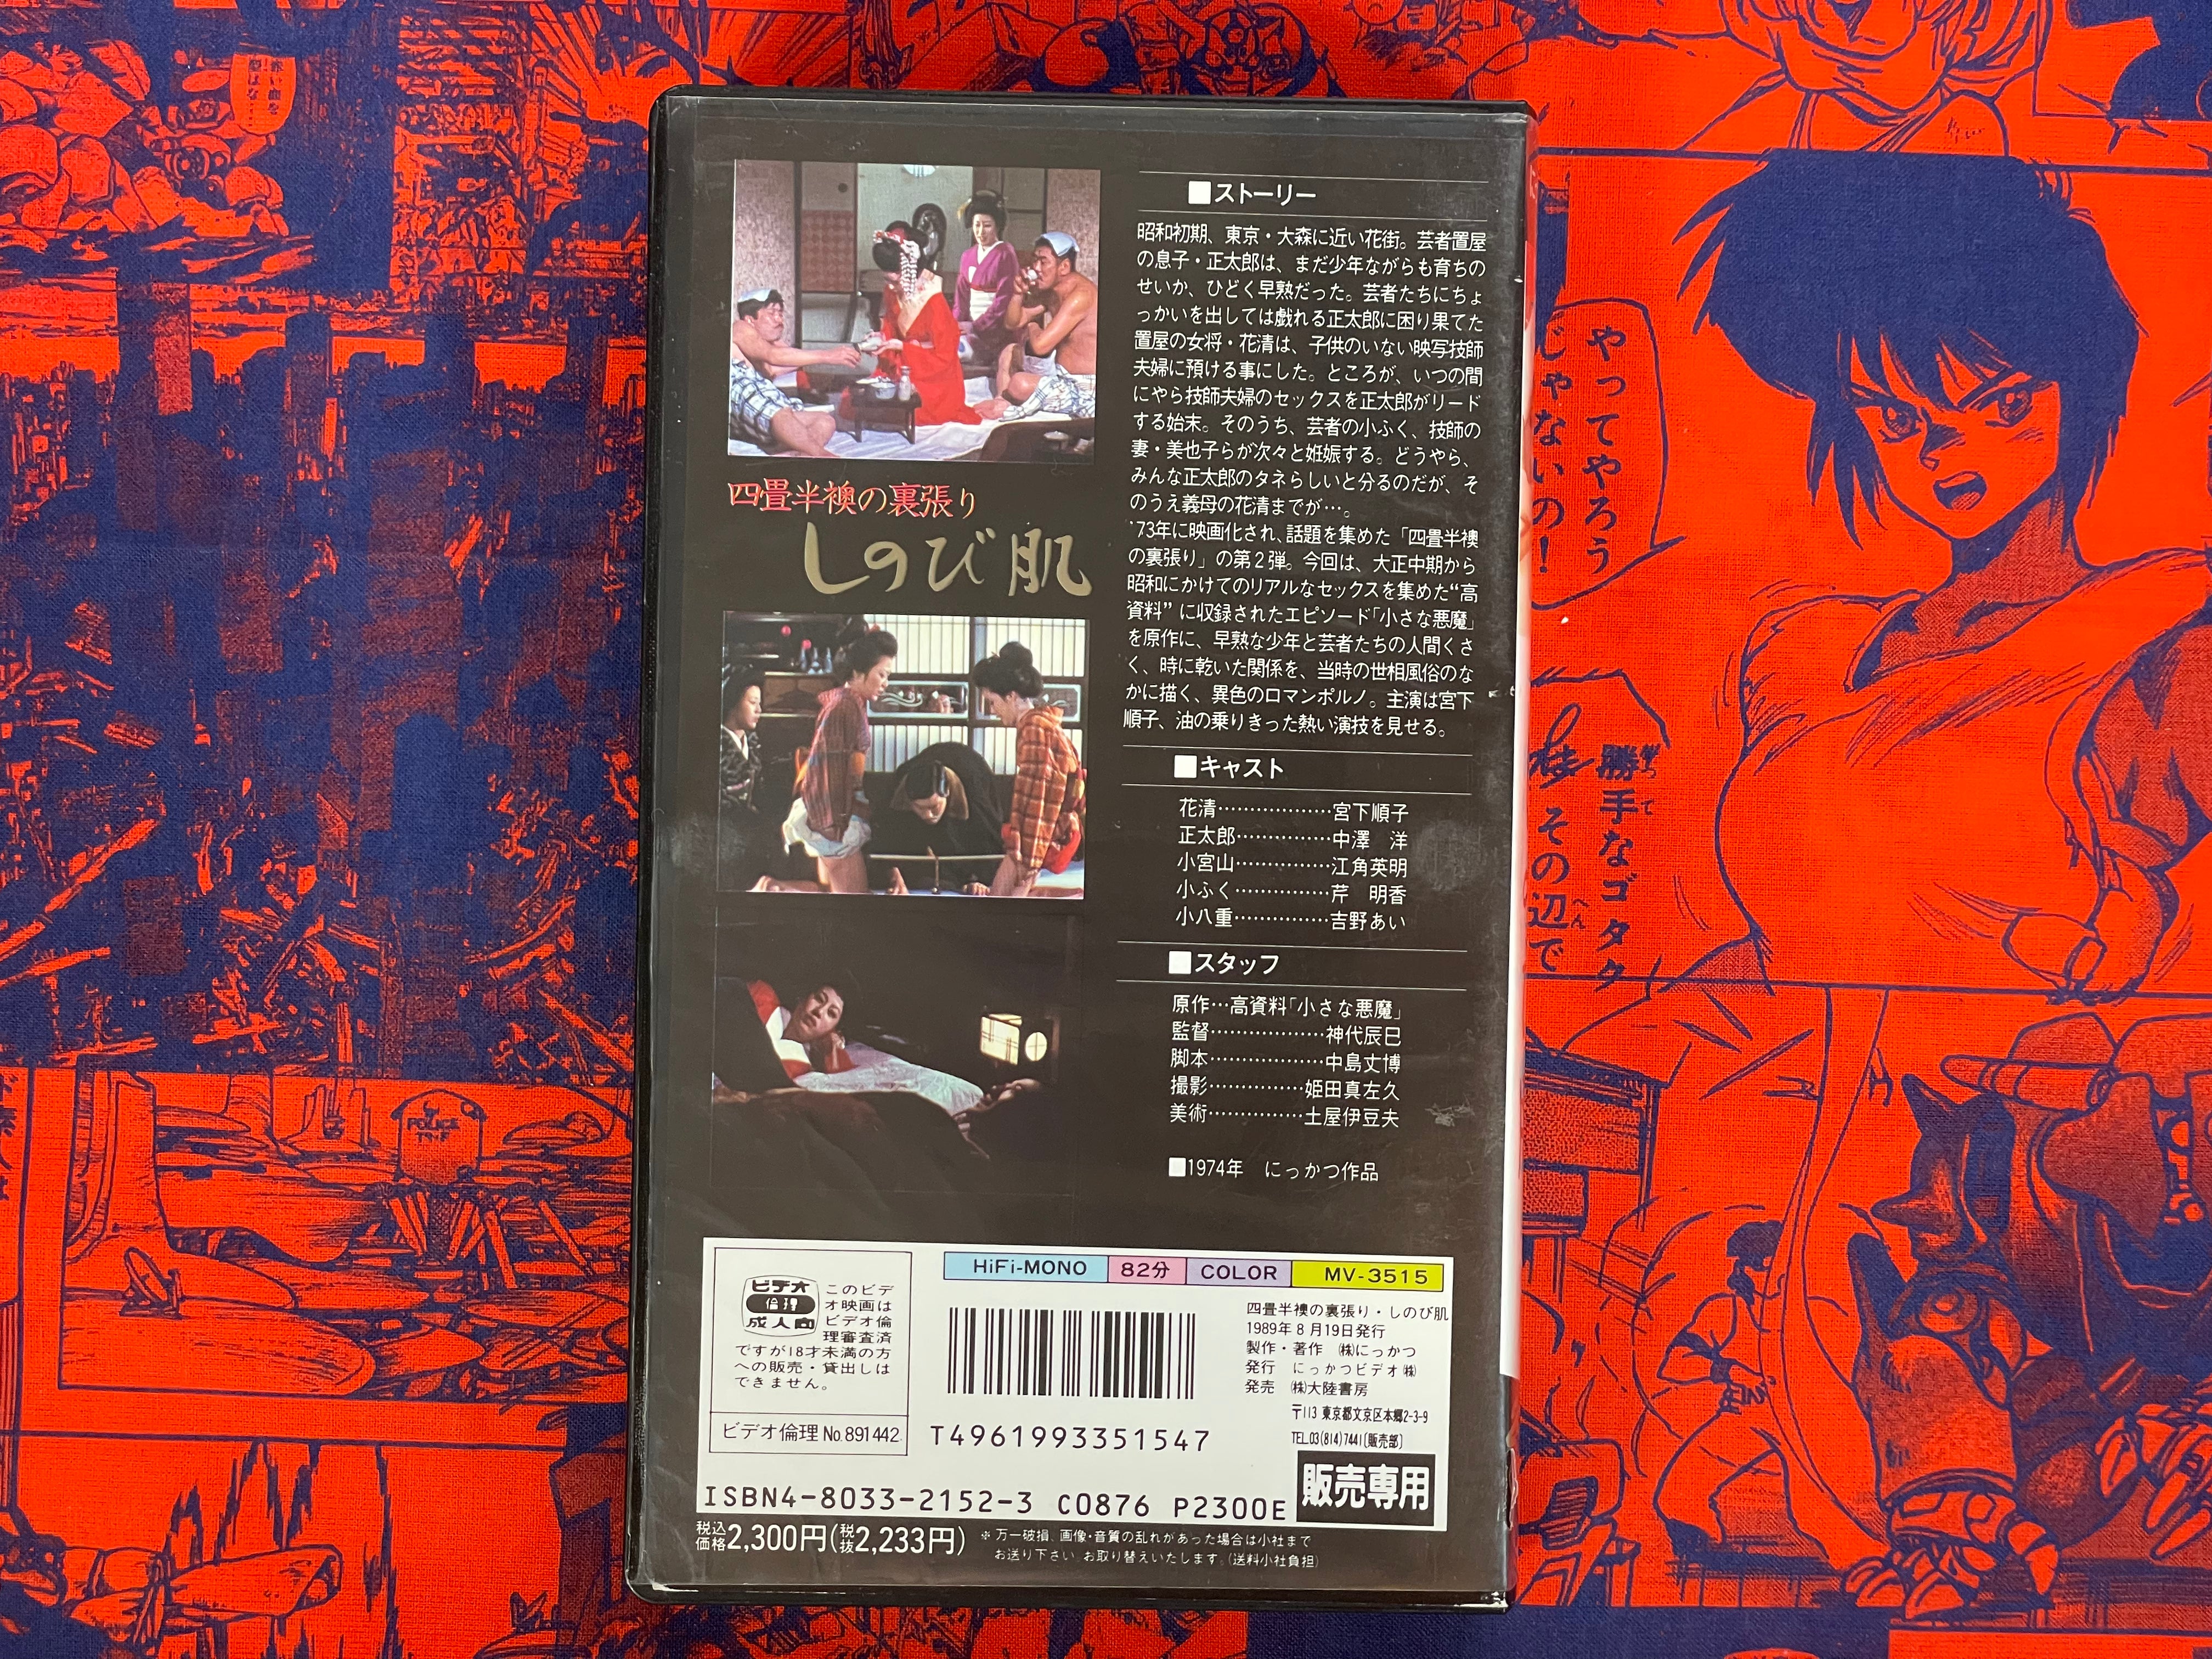 ■ストーリー
昭和初期、東京・大森に近い花街。芸者置屋
の息子・正太郎は、まだ少年ながらも育ちの
せいか、ひどく早熟だった。芸者たちにちょ
っかいを出しては戯れる正太郎に困り果てた
置屋の女将・花清は、子供のいない映写技師
夫婦に預ける事にした。ところが、いつの間
にやら技師夫婦のセックスを正太郎がリード
する始末。そのうち、芸者の小ふく、技師の
妻・美也子らが次々と妊娠する。どうやら、
みんな正太郎のタネらしいと分るのだが、そ
のうえ義母の花清までが…。
'73年に映画化され、話題を集めた「四畳半襖
の裏張り」の第2弾。今回は、大正中期から
昭和にかけてのリアルなセックスを集めた“高
資料”に収録されたエピソード「小さな悪魔」
を原作に、早熟な少年と芸者たちの人間くさ
く、時に乾いた関係を、当時の世相風俗のな
かに描く、異色のロマンポルノ。主演は宮下
順子、油の乗りきった熱い演技を見せる。
四畳半襖の裏張り
しのび肌
■キャスト
花清………………宮下順子
正太郎……………中澤　洋
小宮山……………江角英明
小ふく……………芹　明香
小八重……………吉野あい
■スタッフ
原作…高資料「小さな悪魔」
監督………………神代辰巳
脚本………………中島丈博
撮影……………姫田真左久
美術……………土屋伊豆夫
■1974年　にっかつ作品
HiFi-MONO 82分 COLOR MV-3515
ビデオ
倫理
成人向
このビデ
オ映画は
ビデオ倫
理審査済
ですが18才未満の方
への販売・貸出しは
できません。
ビデオ倫理 No.891442
T4961993351547
四畳半襖の裏張り・しのび肌
1989年8月19日発行
製作・著作　㈱にっかつ
発行　にっかつビデオ㈱
発売　㈱大陸書房
〒113 東京都文京区本郷2-3-9
TEL.03(814)7441[販売部]
販売専用
ISBN4-8033-2152-3 C0876 P2300E
税込価格2,300円(税抜2,233円)
※万一破損、画像・音質の乱れがあった場合は小社まで
お送り下さい。お取り替えいたします。(送料小社負担)
やってやろう
じゃないの!
勝手なゴタク
その辺で
POLICE